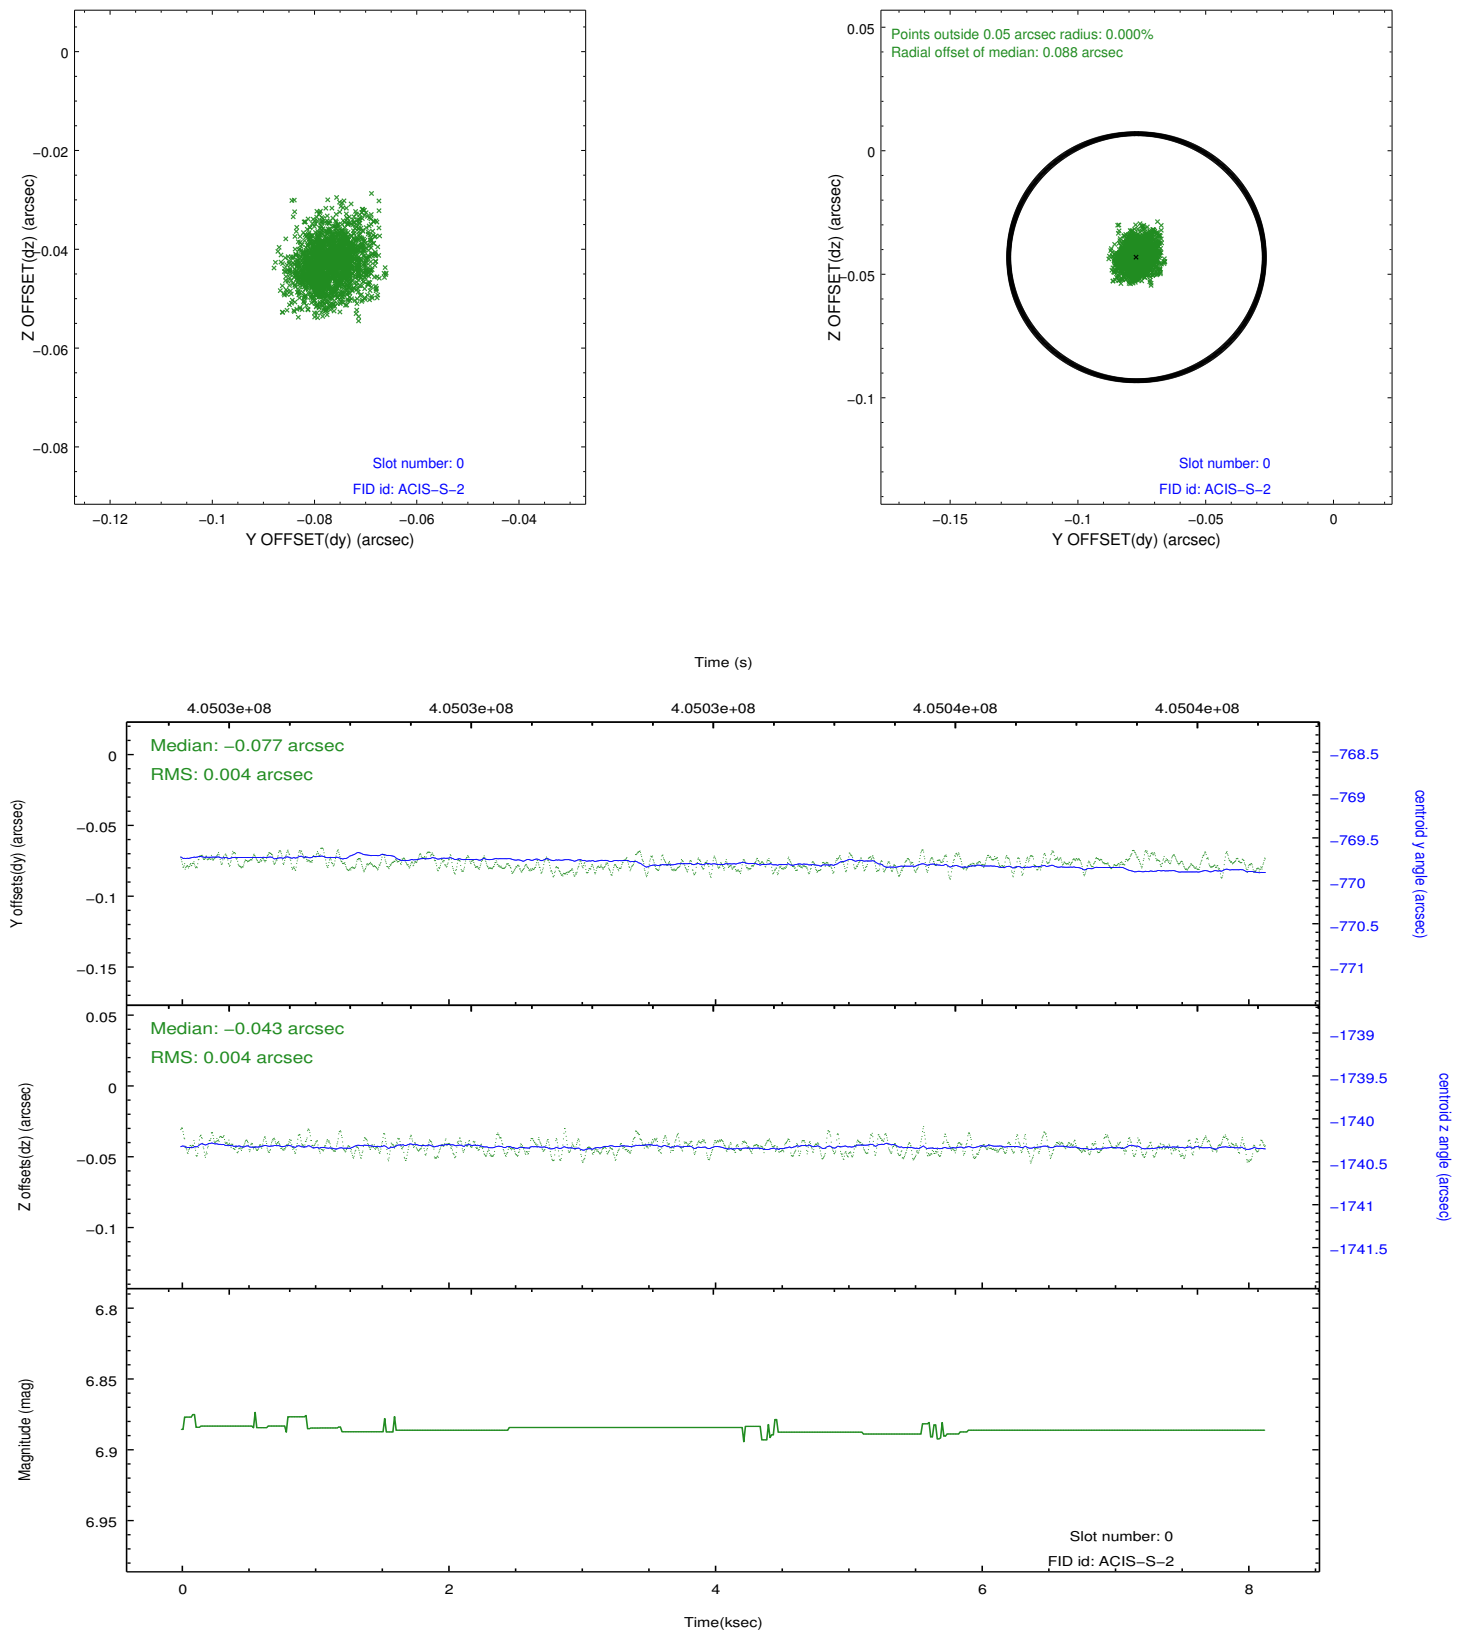 0
−0.02
−0.04
−0.06
−0.08
Z OFFSET(dz) (arcsec)
Slot number: 0
FID id: ACIS−S−2
−0.12
−0.1
−0.08
−0.06
−0.04
Y OFFSET(dy) (arcsec)
Points outside 0.05 arcsec radius: 0.000%
Radial offset of median: 0.088 arcsec
0.05
0
−0.05
−0.1
Z OFFSET(dz) (arcsec)
Slot number: 0
FID id: ACIS−S−2
−0.15
−0.1
−0.05
0
Y OFFSET(dy) (arcsec)
Time (s)
4.0503e+08
4.0503e+08
4.0503e+08
4.0504e+08
4.0504e+08
Median: −0.077 arcsec
RMS: 0.004 arcsec
0
−0.05
−0.1
−0.15
Y offsets(dy) (arcsec)
−768.5
−769
−769.5
−770
−770.5
−771
centroid y angle (arcsec)
Median: −0.043 arcsec
RMS: 0.004 arcsec
0.05
0
−0.05
−0.1
Z offsets(dz) (arcsec)
−1739
−1739.5
−1740
−1740.5
−1741
−1741.5
centroid z angle (arcsec)
6.8
6.85
6.9
6.95
Magnitude (mag)
Slot number: 0
FID id: ACIS−S−2
0
2
4
6
8
Time(ksec)